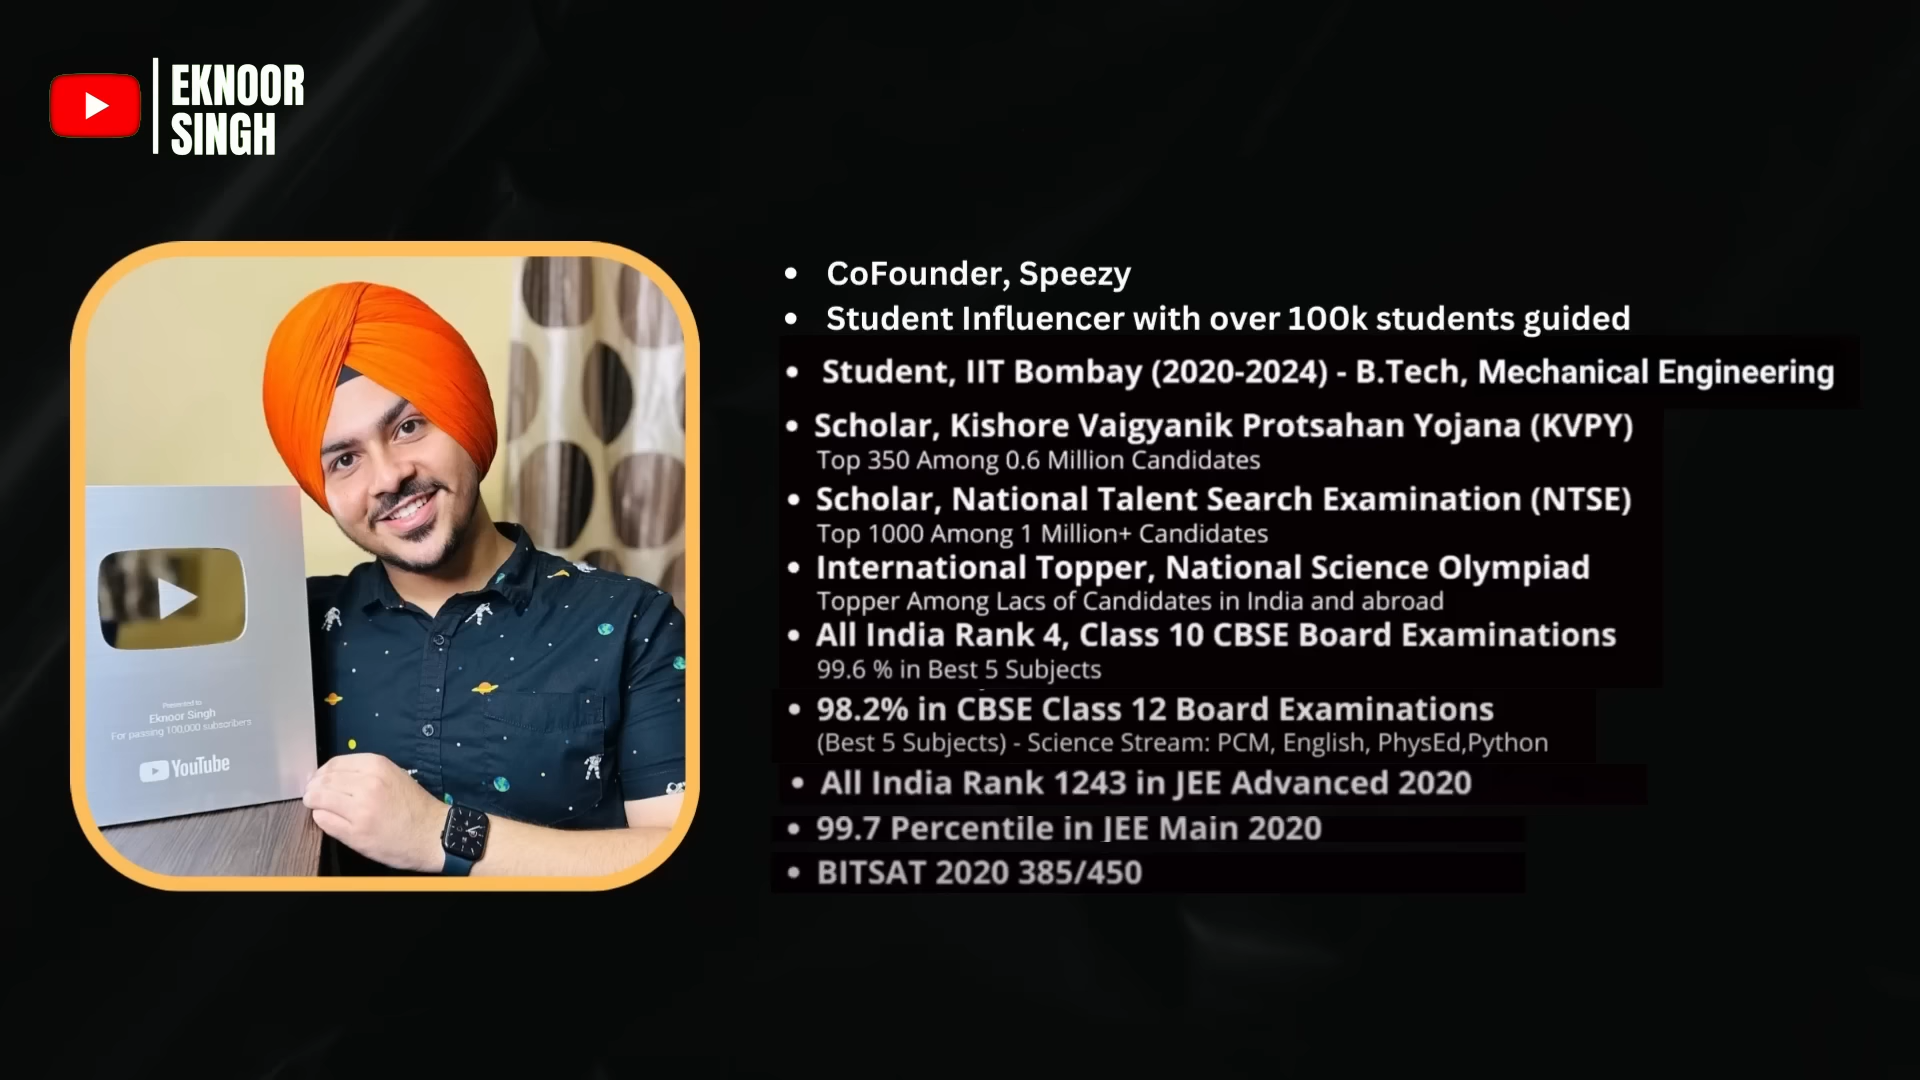 EKNOOR
SINGH
• CoFounder, Speezy
• Student Influencer with over 100k students guided
• Student, IIT Bombay (2020-2024) - B.Tech, Mechanical Engineering
• Scholar, Kishore Vaigyanik Protsahan Yojana (KVPY)
Top 350 Among 0.6 Million Candidates
• Scholar, National Talent Search Examination (NTSE)
Top 1000 Among 1 Million+ Candidates
• International Topper, National Science Olympiad
Topper Among Lacs of Candidates in India and abroad
• All India Rank 4, Class 10 CBSE Board Examinations
99.6 % in Best 5 Subjects
• 98.2% in CBSE Class 12 Board Examinations
(Best 5 Subjects) - Science Stream: PCM, English, PhysEd,Python
• All India Rank 1243 in JEE Advanced 2020
• 99.7 Percentile in JEE Main 2020
• BITSAT 2020 385/450
Presented to
Eknoor Singh
For passing 100,000 subscribers
YouTube